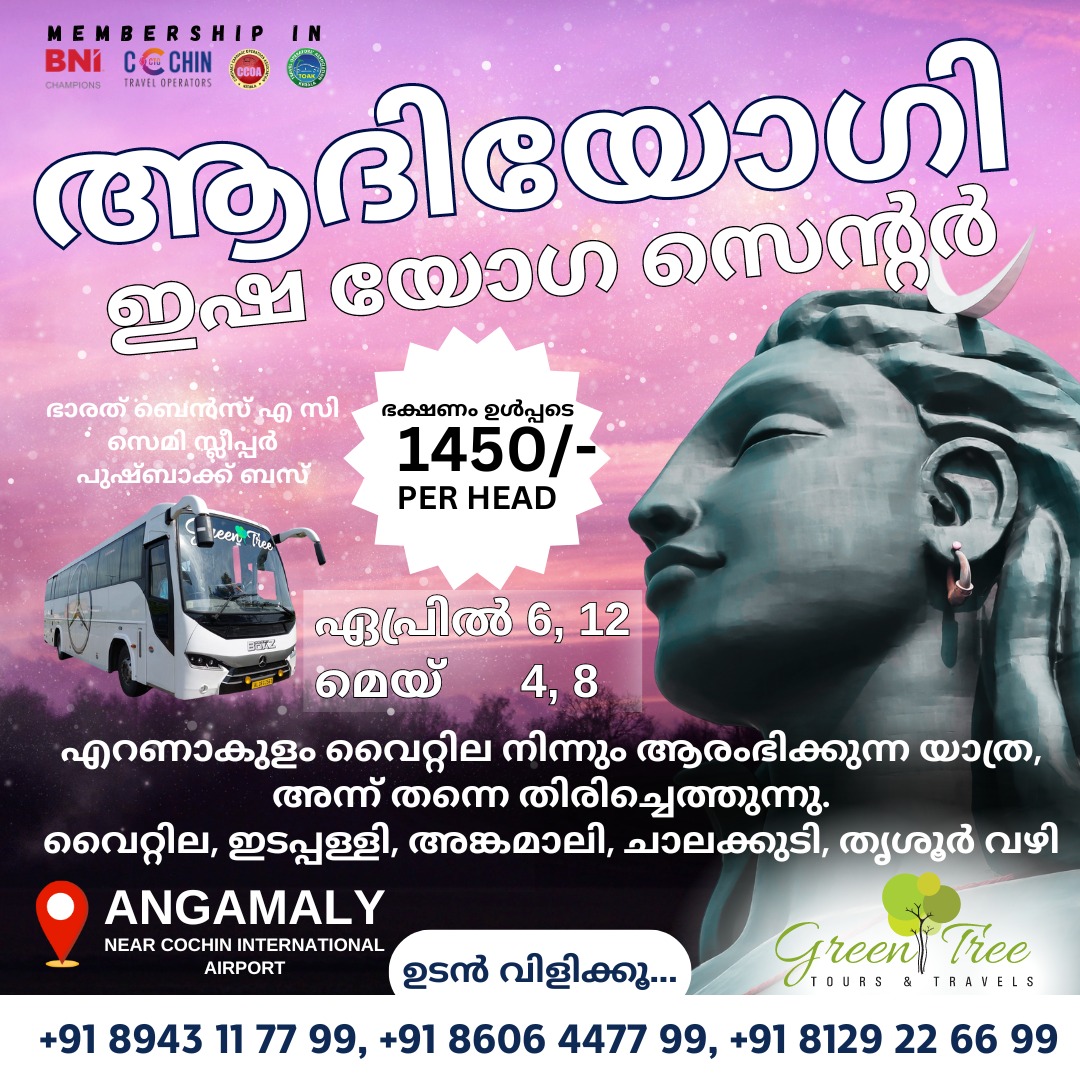 MEMBERSHIP IN
BNI
CHAMPIONS
COCHIN
CTO
TRAVEL OPERATORS
CCOA
KERALA
TOAK
ആദിയോഗി
ഇഷ യോഗ സെന്റർ
ഭാരത് ബെൻസ് എ സി
സെമി സ്ലീപ്പർ
പുഷ്ബാക്ക് ബസ്
ഭക്ഷണം ഉൾപ്പടെ
1450/-
PER HEAD
Green Tree
ഏപ്രിൽ 6, 12
മെയ് 4, 8
എറണാകുളം വൈറ്റില നിന്നും ആരംഭിക്കുന്ന യാത്ര,
അന്ന് തന്നെ തിരിച്ചെത്തുന്നു.
വൈറ്റില, ഇടപ്പള്ളി, അങ്കമാലി, ചാലക്കുടി, തൃശൂർ വഴി
ANGAMALY
NEAR COCHIN INTERNATIONAL
AIRPORT
Green Tree
TOURS & TRAVELS
ഉടൻ വിളിക്കൂ...
+91 8943 11 77 99, +91 8606 4477 99, +91 8129 22 66 99